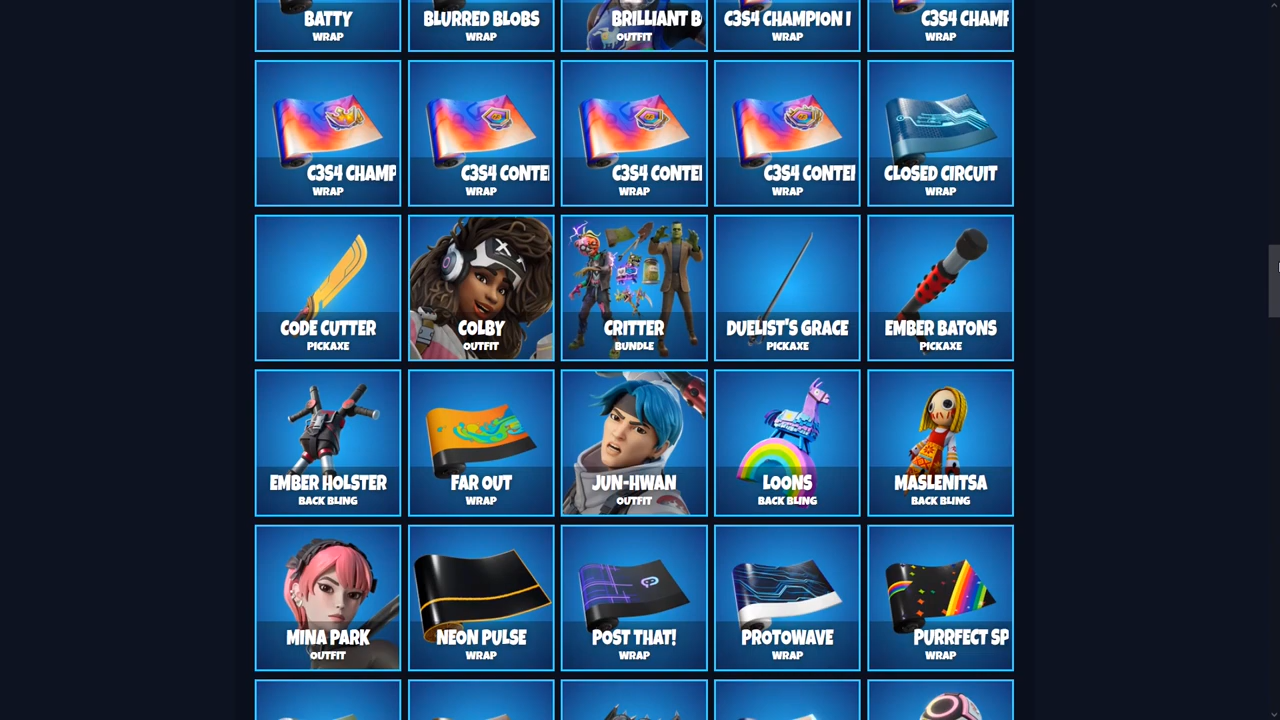 BATTY
WRAP
BLURRED BLOBS
WRAP
BRILLIANT B
OUTFIT
C3S4 CHAMPION I
WRAP
C3S4 CHAMP
WRAP
C3S4 CHAMP
WRAP
C3S4 CONTE
WRAP
C3S4 CONTE
WRAP
C3S4 CONTE
WRAP
CLOSED CIRCUIT
WRAP
CODE CUTTER
PICKAXE
COLBY
OUTFIT
CRITTER
BUNDLE
DUELIST'S GRACE
PICKAXE
EMBER BATONS
PICKAXE
EMBER HOLSTER
BACK BLING
FAR OUT
WRAP
JUN-HWAN
OUTFIT
LOONS
BACK BLING
MASLENITSA
BACK BLING
MINA PARK
OUTFIT
NEON PULSE
WRAP
POST THAT!
WRAP
PROTOWAVE
WRAP
PURRFECT SP
WRAP